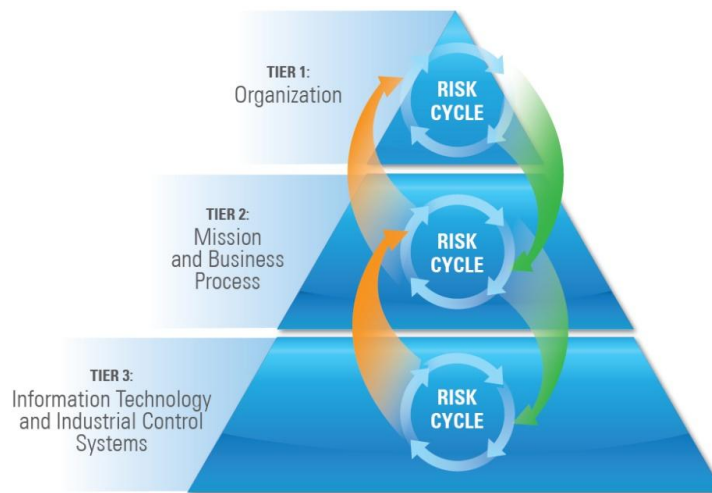 TIER 1:
Organization
RISK
CYCLE
TIER 2:
Mission
and Business
Process
RISK
CYCLE
TIER 3:
Information Technology
and Industrial Control
Systems
RISK
CYCLE